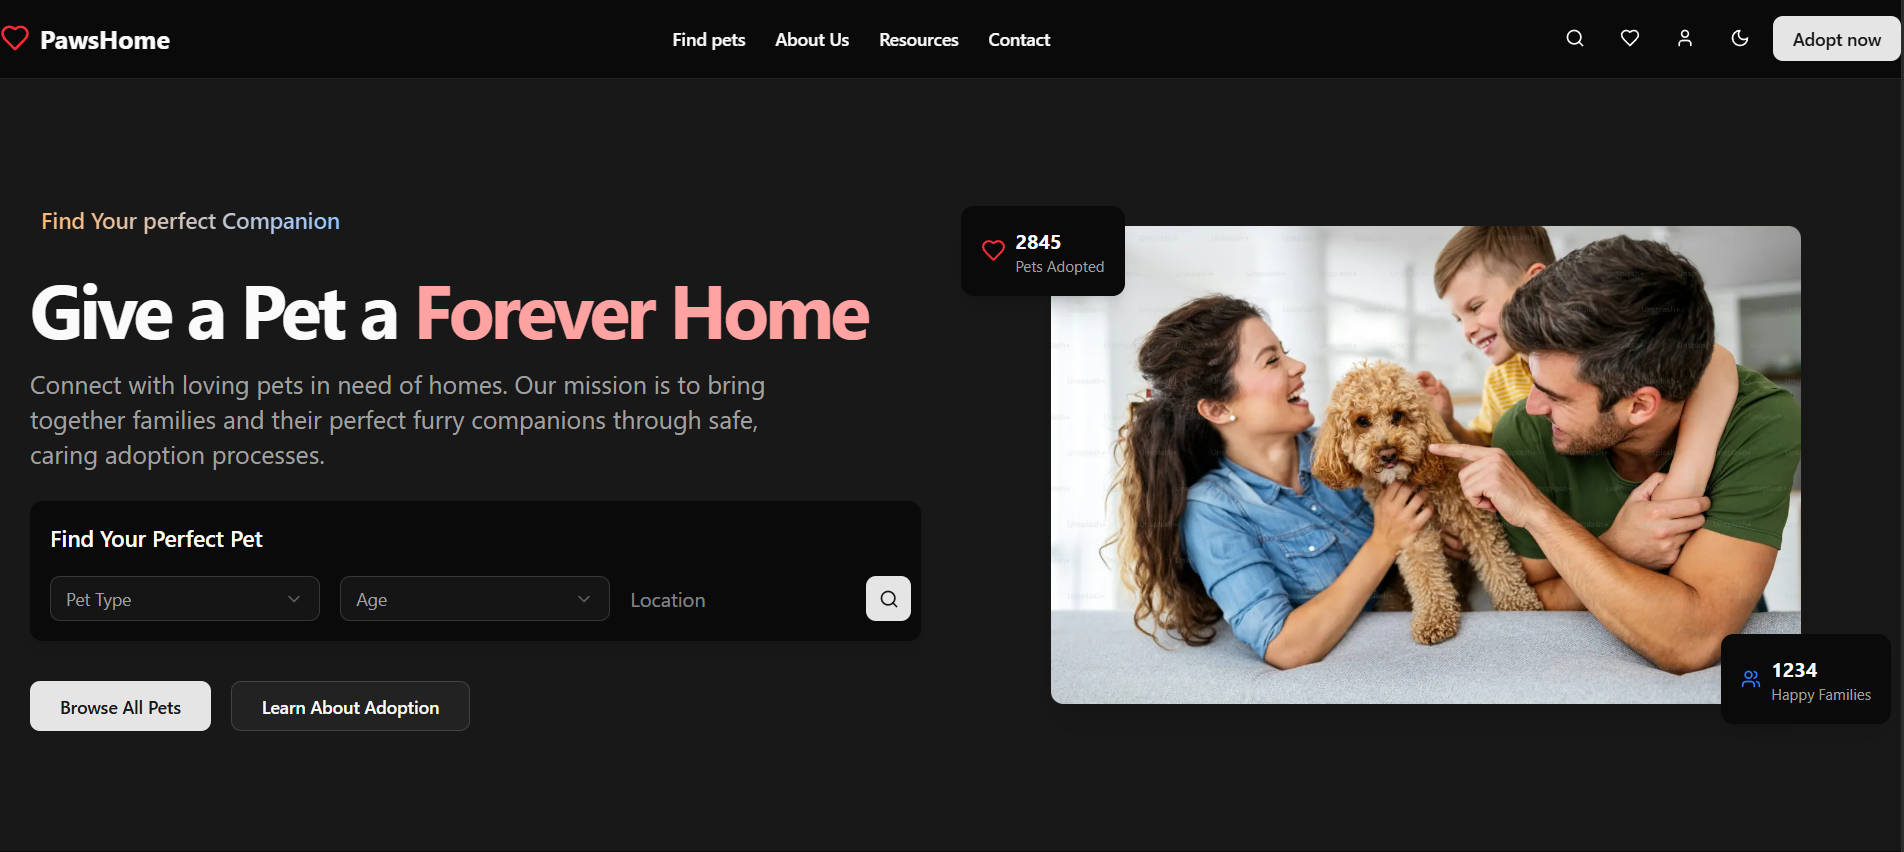 PawsHome
Find pets
About Us
Resources
Contact
Adopt now
Find Your perfect Companion
Give a Pet a Forever Home
Connect with loving pets in need of homes. Our mission is to bring
together families and their perfect furry companions through safe,
caring adoption processes.
Find Your Perfect Pet
Pet Type
Age
Location
Browse All Pets
Learn About Adoption
2845
Pets Adopted
1234
Happy Families